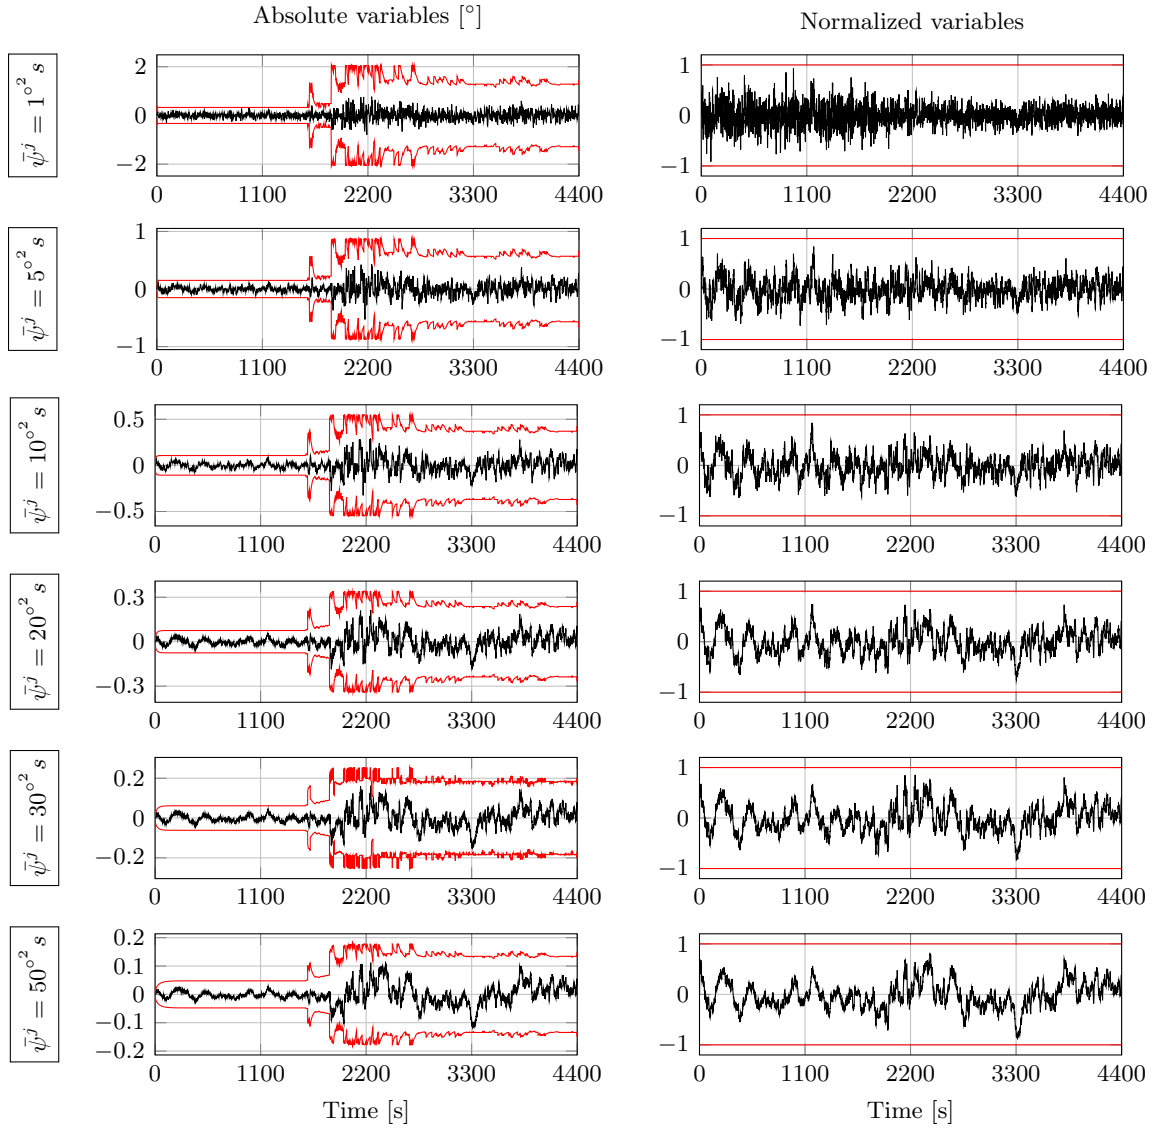 Absolute variables [°]
Normalized variables
ψ̄ʲ = 1°² s
2
0
−2
0 1100 2200 3300 4400
1
0
−1
0 1100 2200 3300 4400
ψ̄ʲ = 5°² s
1
0
−1
0 1100 2200 3300 4400
1
0
−1
0 1100 2200 3300 4400
ψ̄ʲ = 10°² s
0.5
0
−0.5
0 1100 2200 3300 4400
1
0
−1
0 1100 2200 3300 4400
ψ̄ʲ = 20°² s
0.3
0
−0.3
0 1100 2200 3300 4400
1
0
−1
0 1100 2200 3300 4400
ψ̄ʲ = 30°² s
0.2
0
−0.2
0 1100 2200 3300 4400
1
0
−1
0 1100 2200 3300 4400
ψ̄ʲ = 50°² s
0.2
0.1
0
−0.1
−0.2
0 1100 2200 3300 4400
Time [s]
1
0
−1
0 1100 2200 3300 4400
Time [s]